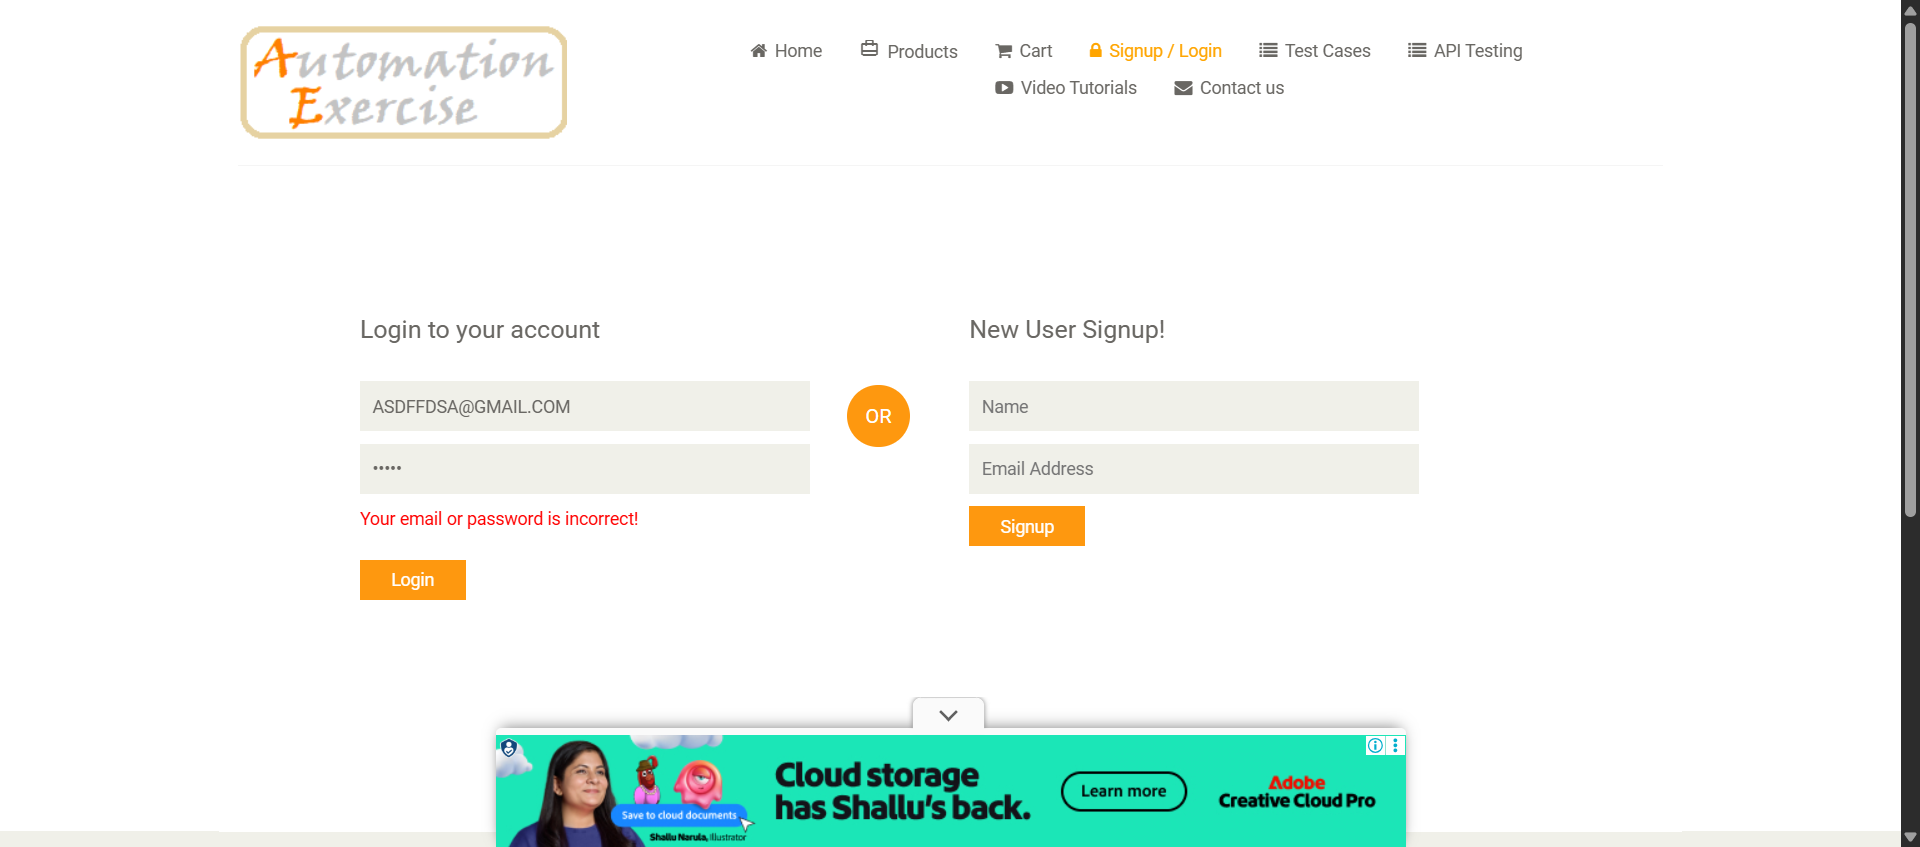 Automation
Exercise
Home
Products
Cart
Signup / Login
Test Cases
API Testing
Video Tutorials
Contact us
Login to your account
ASDFFDSA@GMAIL.COM
•••••
Your email or password is incorrect!
Login
OR
New User Signup!
Name
Email Address
Signup
Save to cloud documents
Shallu Narula, Illustrator
Cloud storage
has Shallu's back.
Learn more
Adobe
Creative Cloud Pro